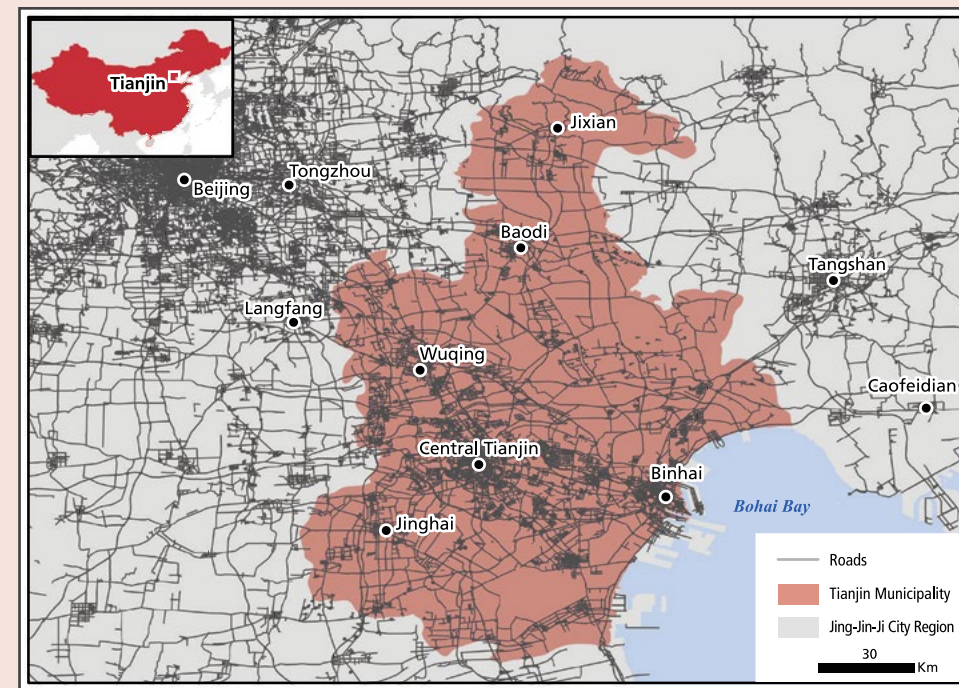 Tianjin
Jixian
Beijing
Tongzhou
Baodi
Tangshan
Langfang
Wuqing
Caofeidian
Central Tianjin
Binhai
Bohai Bay
Jinghai
Roads
Tianjin Municipality
Jing-Jin-Ji City Region
30
Km